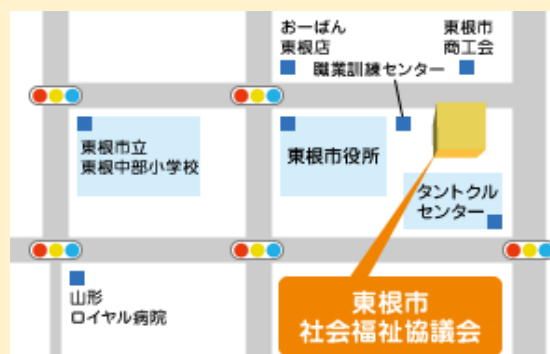 おーばん
東根店
東根市
商工会
職業訓練センター
東根市立
東根中部小学校
東根市役所
タントクル
センター
山形
ロイヤル病院
東根市
社会福祉協議会